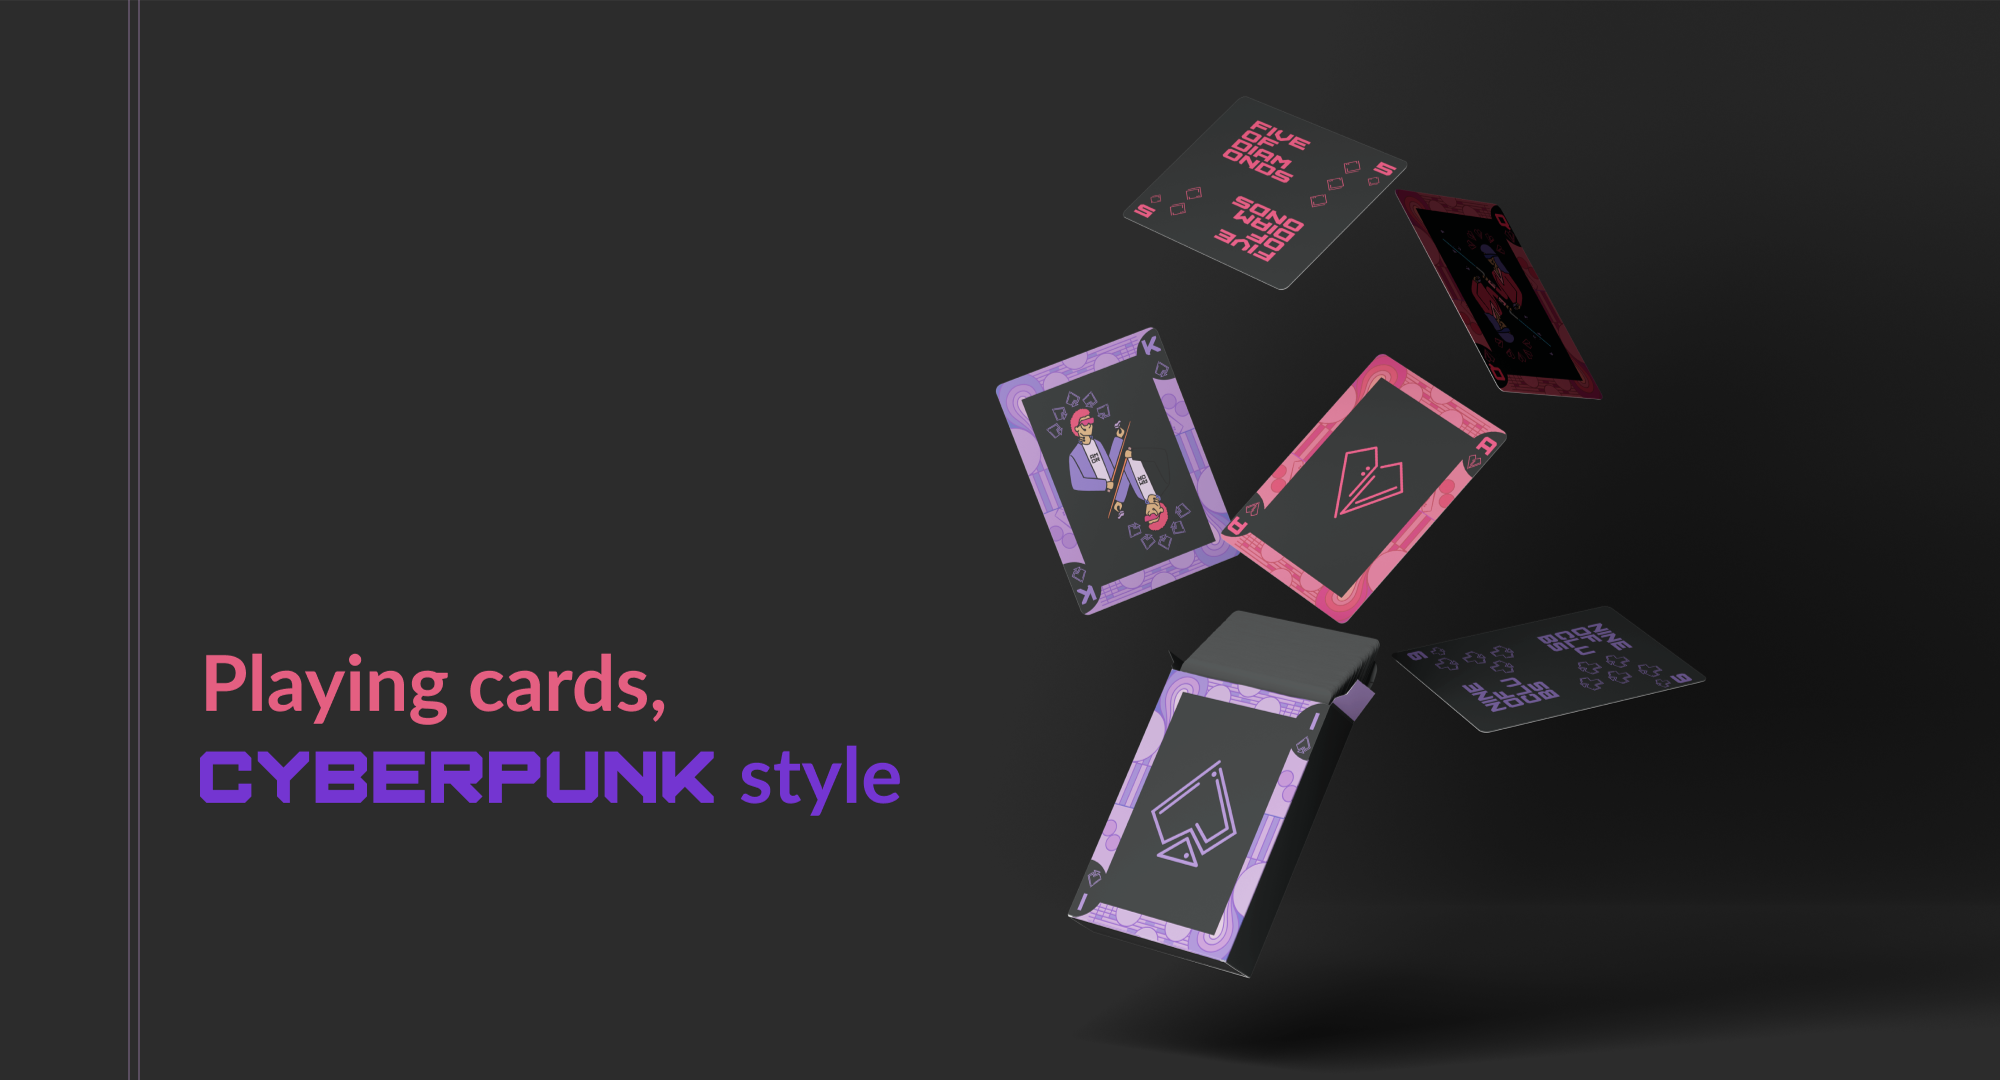 FIVE
OF
DIAM
ONDS
5
5
FIVE
OF
DIAM
ONDS
Q
Q
K
K
A
A
NINE
OF
CLU
BS
9
9
NINE
OF
CLU
BS
Playing cards,
CYBERPUNK style